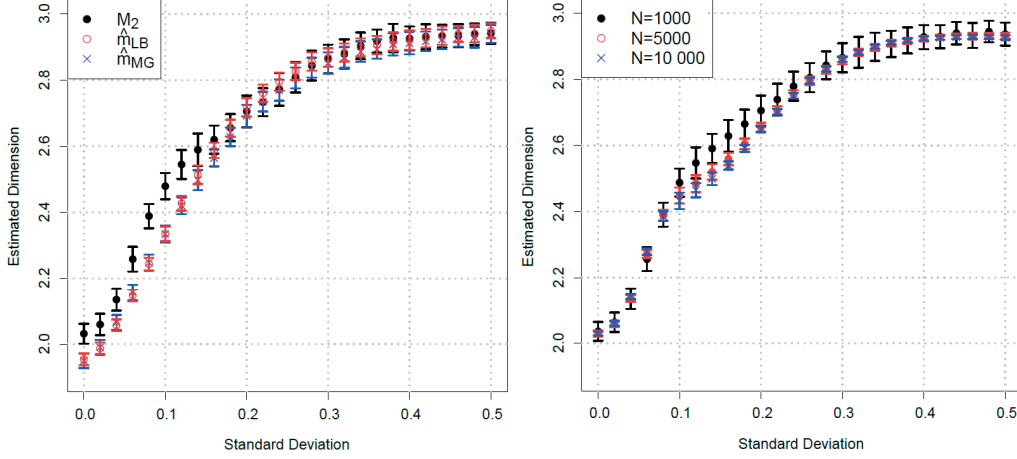 M2
m̂LB
m̂MG
3.0
2.8
2.6
2.4
2.2
2.0
Estimated Dimension
0.0 0.1 0.2 0.3 0.4 0.5
Standard Deviation
N=1000
N=5000
N=10 000
3.0
2.8
2.6
2.4
2.2
2.0
Estimated Dimension
0.0 0.1 0.2 0.3 0.4 0.5
Standard Deviation